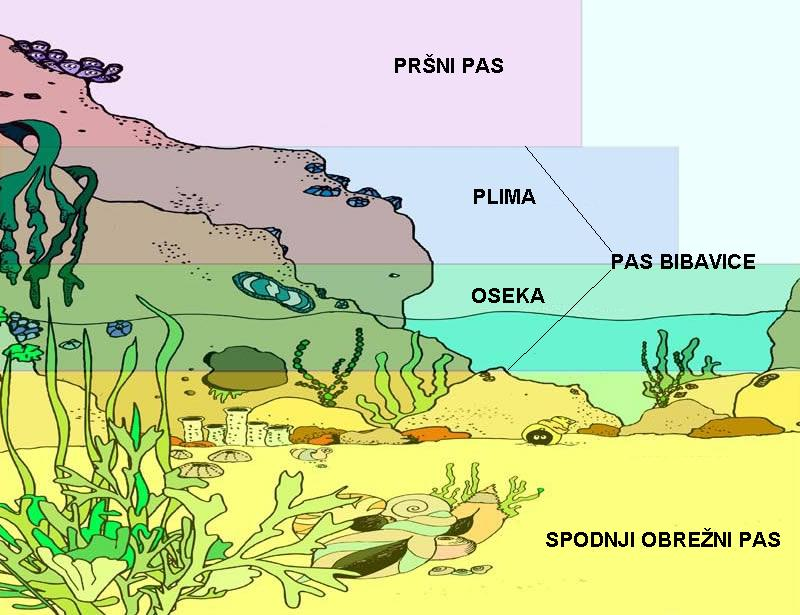 PRŠNI PAS
PLIMA
PAS BIBAVICE
OSEKA
SPODNJI OBREŽNI PAS